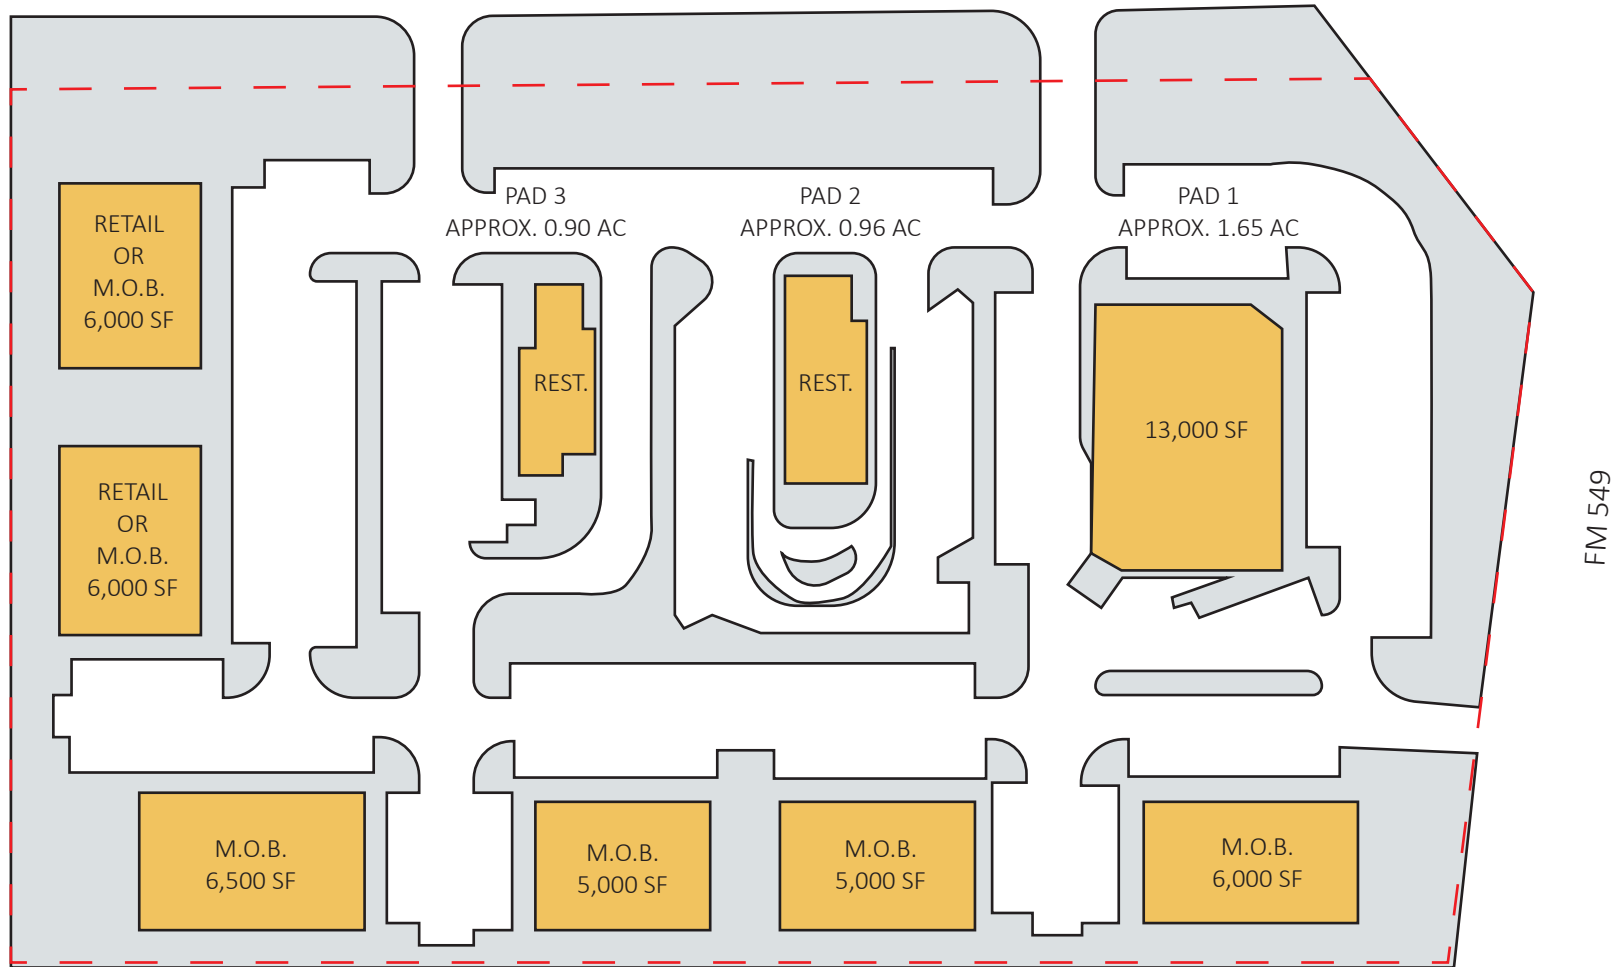 PAD 3
APPROX. 0.90 AC
PAD 2
APPROX. 0.96 AC
PAD 1
APPROX. 1.65 AC
RETAIL
OR
M.O.B.
6,000 SF
REST.
REST.
13,000 SF
RETAIL
OR
M.O.B.
6,000 SF
FM 549
M.O.B.
6,500 SF
M.O.B.
5,000 SF
M.O.B.
5,000 SF
M.O.B.
6,000 SF